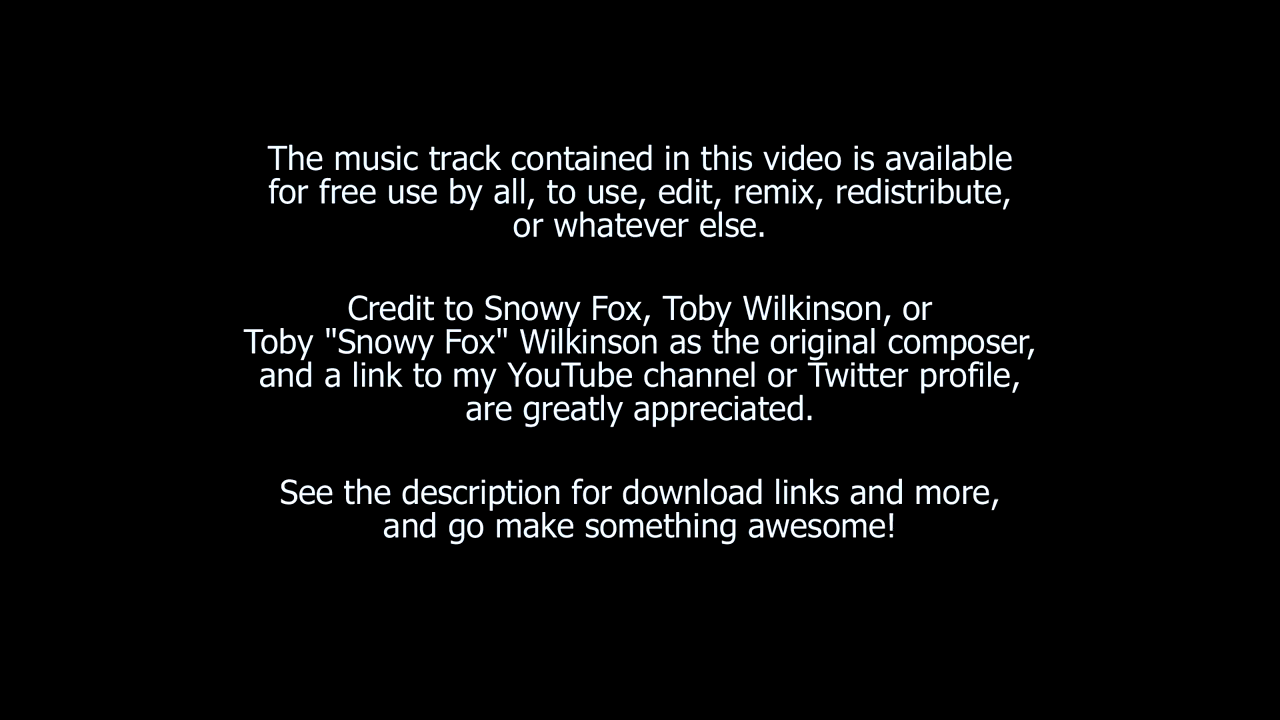 The music track contained in this video is available
for free use by all, to use, edit, remix, redistribute,
or whatever else.
Credit to Snowy Fox, Toby Wilkinson, or
Toby "Snowy Fox" Wilkinson as the original composer,
and a link to my YouTube channel or Twitter profile,
are greatly appreciated.
See the description for download links and more,
and go make something awesome!